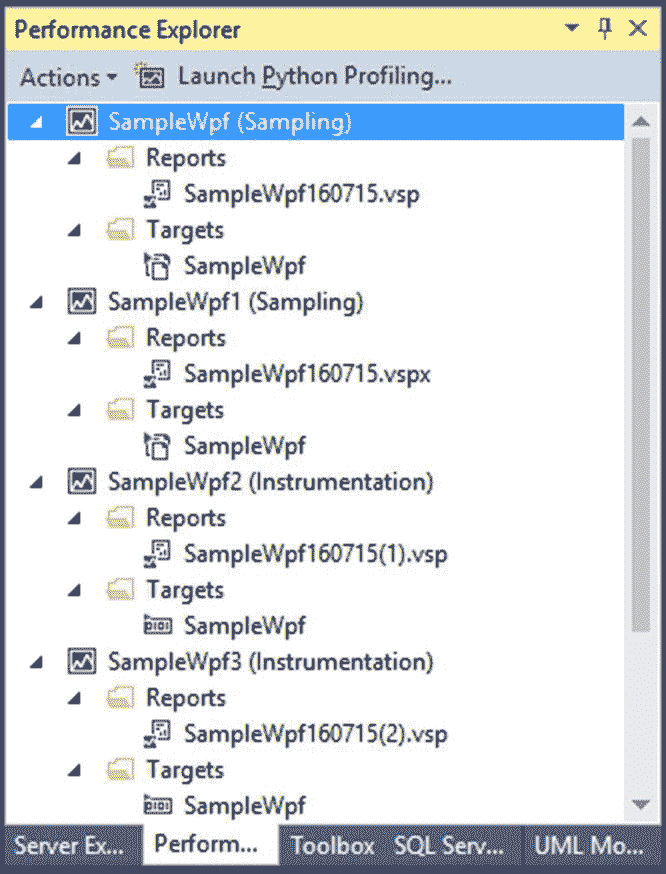 Performance Explorer
Actions Launch Python Profiling...
SampleWpf (Sampling)
Reports
SampleWpf160715.vsp
Targets
SampleWpf
SampleWpf1 (Sampling)
Reports
SampleWpf160715.vspx
Targets
SampleWpf
SampleWpf2 (Instrumentation)
Reports
SampleWpf160715(1).vsp
Targets
SampleWpf
SampleWpf3 (Instrumentation)
Reports
SampleWpf160715(2).vsp
Targets
SampleWpf
Server Ex... Perform... Toolbox SQL Serv... UML Mo...